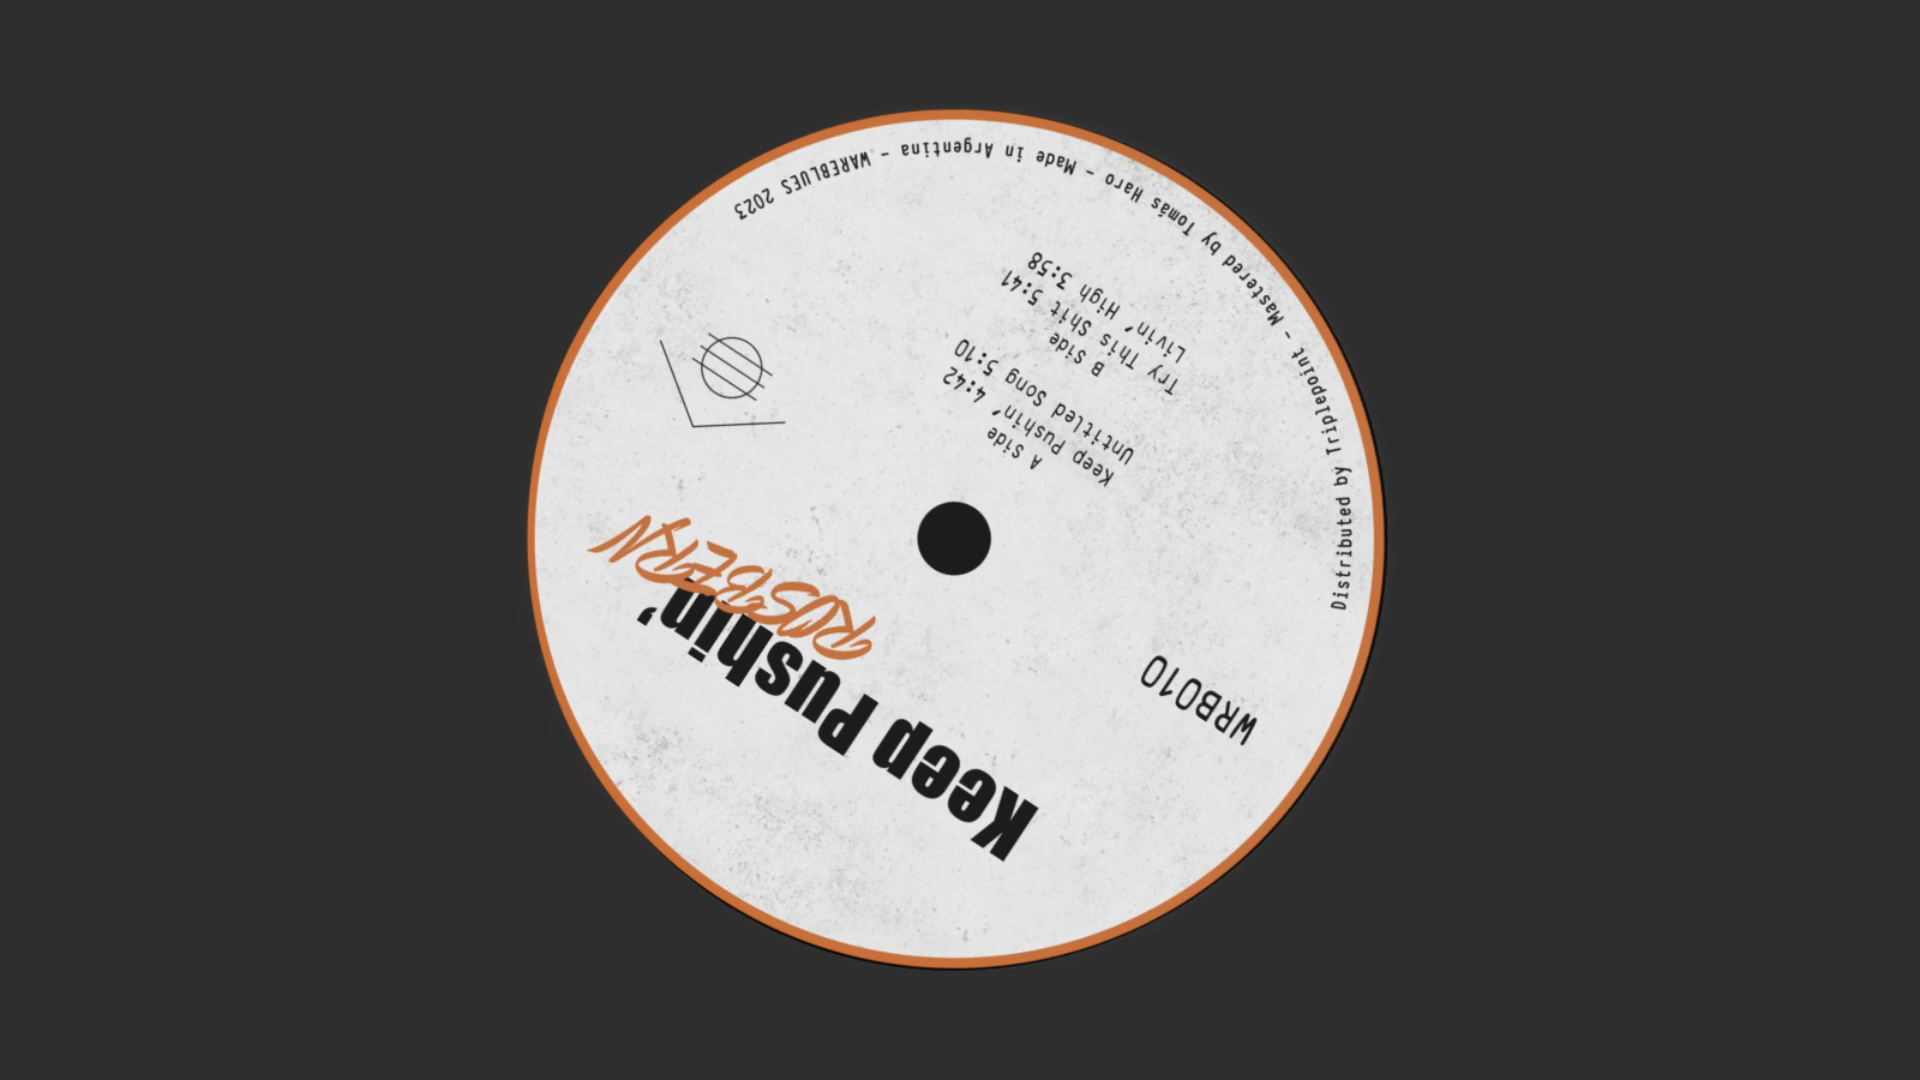 Keep Pushin'
ROSBERN
WRB010
A Side
Keep Pushin' 4:42
Untitled Song 5:10
B Side
Try This Shit 5:41
Livin' High 3:58
Distributed by Triplepoint - Mastered by Tomás Haro - Made in Argentina - WAREBLUES 2023